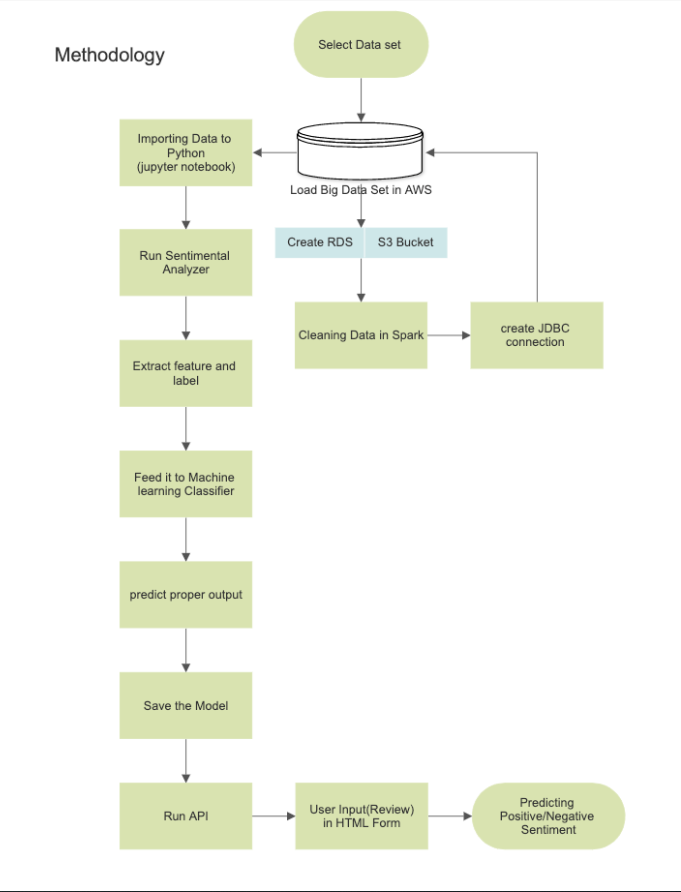 Methodology
Select Data set
Importing Data to
Python
(jupyter notebook)
Load Big Data Set in AWS
Create RDS
S3 Bucket
Run Sentimental
Analyzer
Cleaning Data in Spark
create JDBC
connection
Extract feature and
label
Feed it to Machine
learning Classifier
predict proper output
Save the Model
Run API
User Input(Review)
in HTML Form
Predicting
Positive/Negative
Sentiment